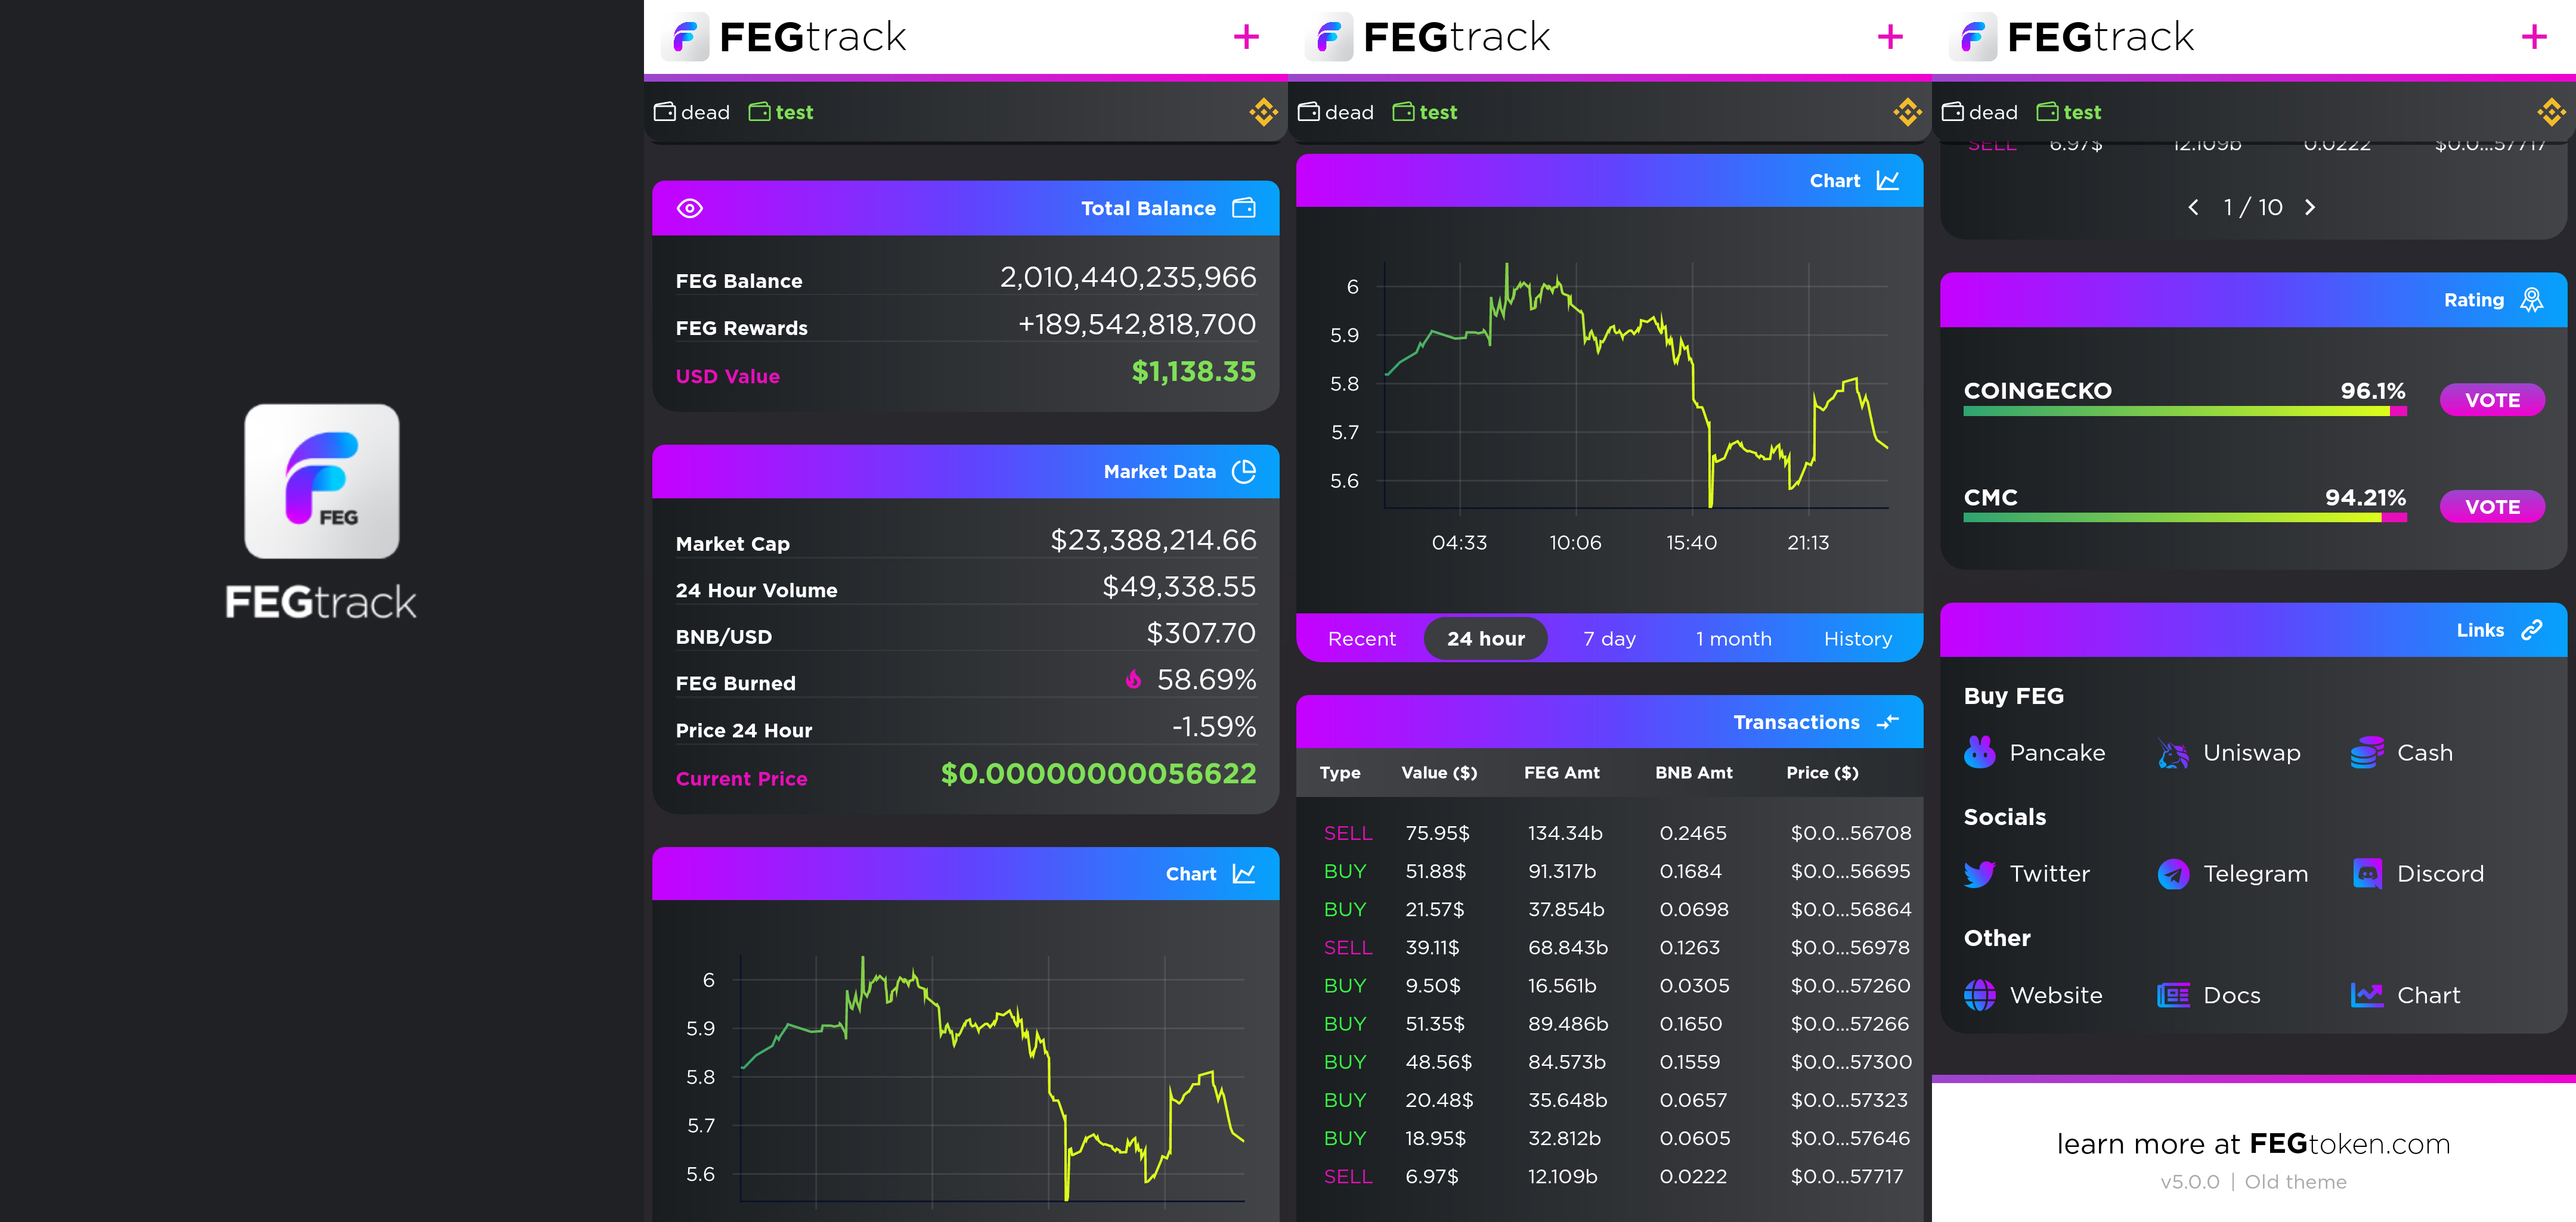 FEG
FEGtrack
FEGtrack
dead test
Total Balance
FEG Balance 2,010,440,235,966
FEG Rewards +189,542,818,700
USD Value $1,138.35
Market Data
Market Cap $23,388,214.66
24 Hour Volume $49,338.55
BNB/USD $307.70
FEG Burned 58.69%
Price 24 Hour -1.59%
Current Price $0.00000000056622
Chart
6
5.9
5.8
5.7
5.6
FEGtrack
dead test
Chart
6
5.9
5.8
5.7
5.6
04:33 10:06 15:40 21:13
Recent 24 hour 7 day 1 month History
Transactions
Type Value ($) FEG Amt BNB Amt Price ($)
SELL 75.95$ 134.34b 0.2465 $0.0...56708
BUY 51.88$ 91.317b 0.1684 $0.0...56695
BUY 21.57$ 37.854b 0.0698 $0.0...56864
SELL 39.11$ 68.843b 0.1263 $0.0...56978
BUY 9.50$ 16.561b 0.0305 $0.0...57260
BUY 51.35$ 89.486b 0.1650 $0.0...57266
BUY 48.56$ 84.573b 0.1559 $0.0...57300
BUY 20.48$ 35.648b 0.0657 $0.0...57323
BUY 18.95$ 32.812b 0.0605 $0.0...57646
SELL 6.97$ 12.109b 0.0222 $0.0...57717
FEGtrack
dead test
SELL 6.97$ 12.109b 0.0222 $0.0...57717
1 / 10
Rating
COINGECKO 96.1% VOTE
CMC 94.21% VOTE
Links
Buy FEG
Pancake Uniswap Cash
Socials
Twitter Telegram Discord
Other
Website Docs Chart
learn more at FEGtoken.com
v5.0.0 | Old theme